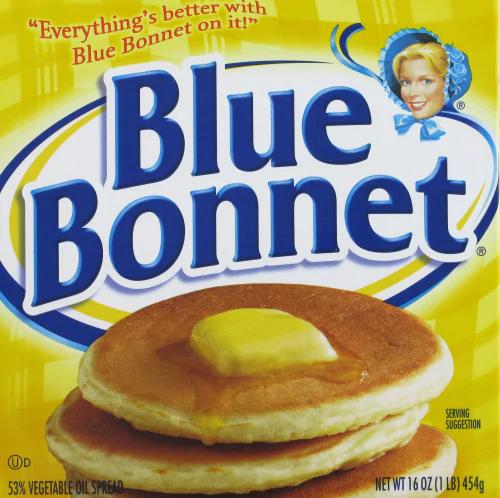 “Everything’s better with
Blue Bonnet on it!”
Blue
Bonnet
®
®
SERVING
SUGGESTION
Ⓤ D
53% VEGETABLE OIL SPREAD
NET WT 16 OZ (1 LB) 454g